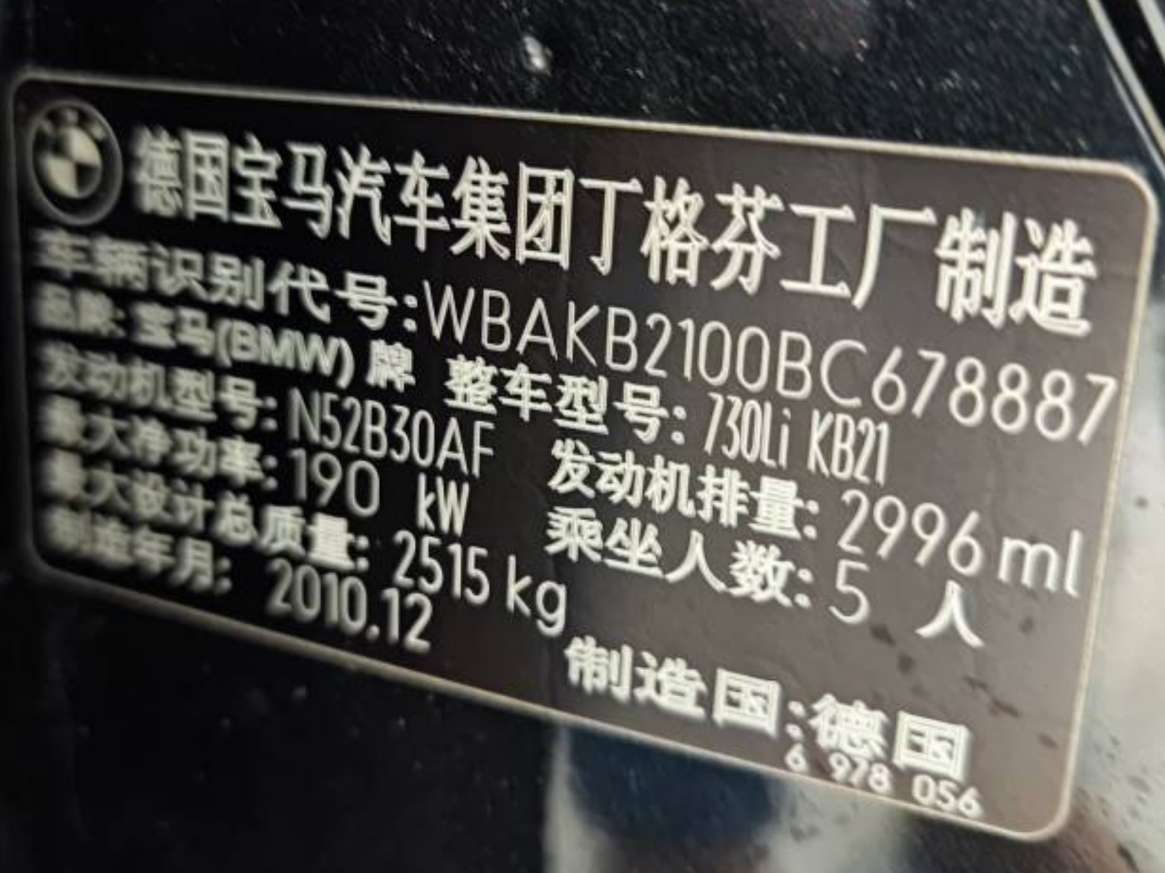 德国宝马汽车集团丁格芬工厂制造
车辆识别代号:WBAKB2100BC678887
品牌:宝马(BMW)牌 整车型号:730Li KB21
发动机型号:N52B30AF 发动机排量:2996ml
最大净功率:190 kW 乘坐人数:5 人
最大设计总质量:2515kg
制造年月:2010.12
制造国:德国
6 978 056